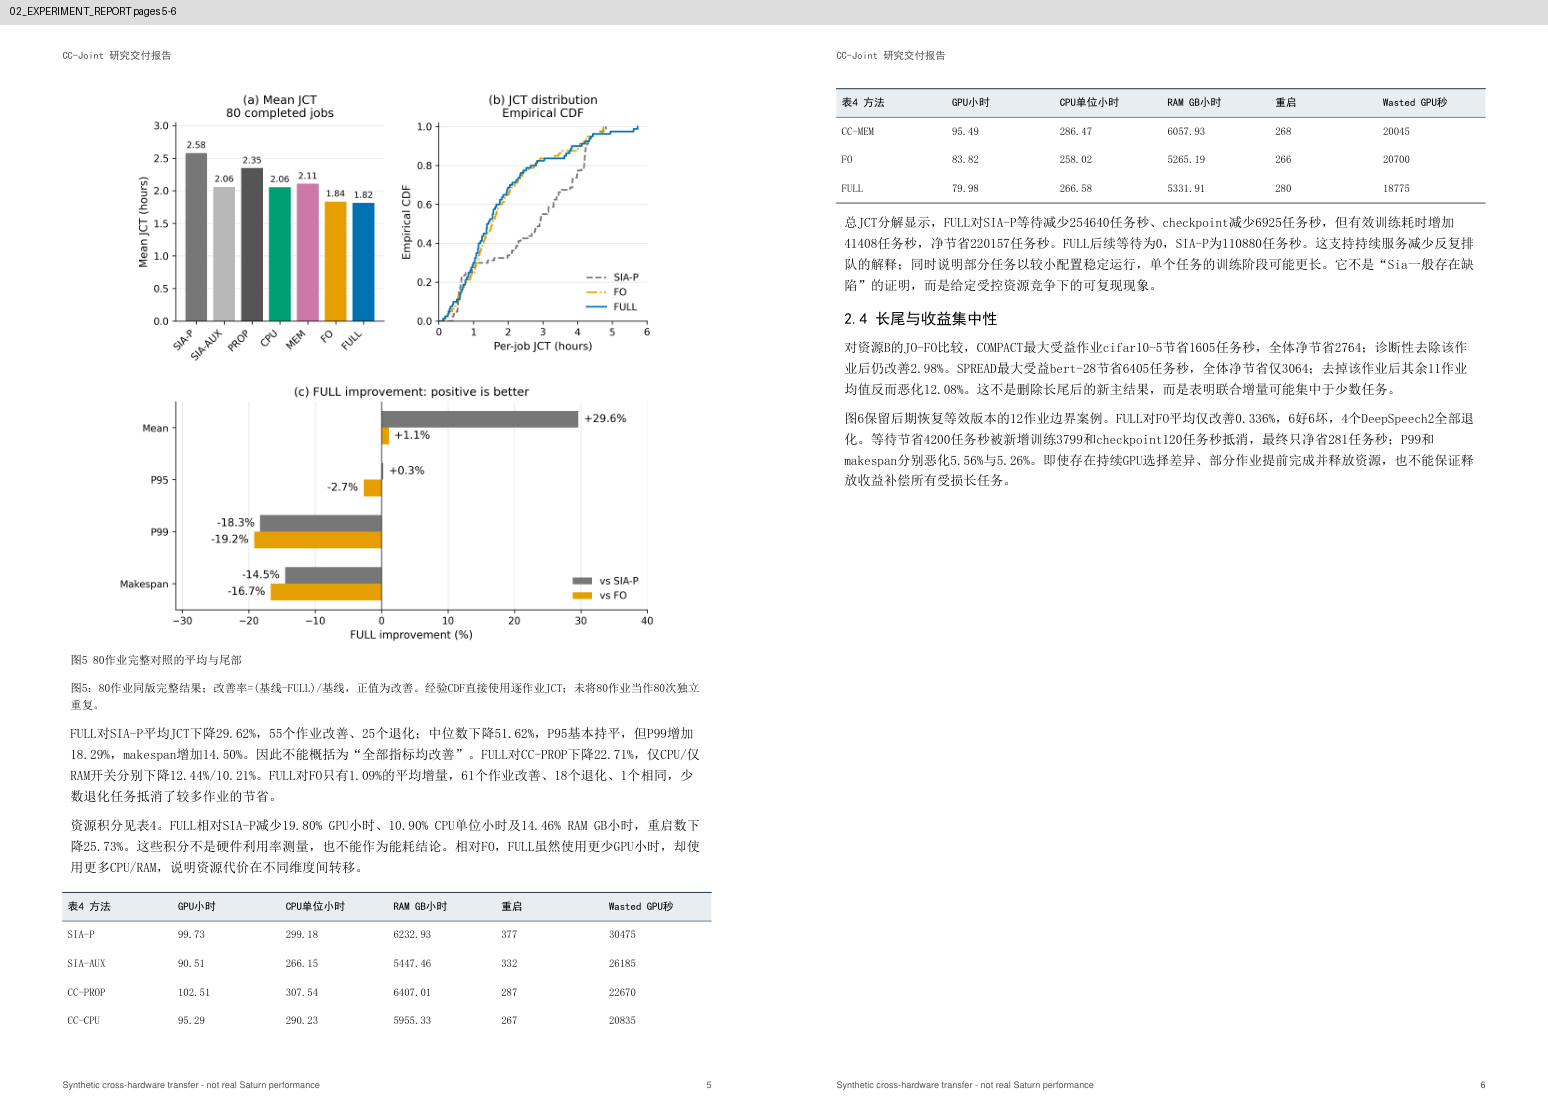 02_EXPERIMENT_REPORT pages 5-6
CC-Joint 研究交付报告
(a) Mean JCT
80 completed jobs
Mean JCT (hours)
3.0
2.5
2.0
1.5
1.0
0.5
0.0
2.58
2.06
2.35
2.06
2.11
1.84
1.82
SIA-P
SIA-AUX
PROP
CPU
MEM
FO
FULL
(b) JCT distribution
Empirical CDF
Empirical CDF
1.0
0.8
0.6
0.4
0.2
0.0
0 1 2 3 4 5 6
Per-job JCT (hours)
SIA-P
FO
FULL
(c) FULL improvement: positive is better
Mean
P95
P99
Makespan
+29.6%
+1.1%
+0.3%
-2.7%
-18.3%
-19.2%
-14.5%
-16.7%
vs SIA-P
vs FO
−30 −20 −10 0 10 20 30 40
FULL improvement (%)
图5 80作业完整对照的平均与尾部
图5：80作业同版完整结果；改善率=(基线-FULL)/基线，正值为改善。经验CDF直接使用逐作业JCT；未将80作业当作80次独立
重复。
FULL对SIA-P平均JCT下降29.62%，55个作业改善、25个退化；中位数下降51.62%，P95基本持平，但P99增加
18.29%，makespan增加14.50%。因此不能概括为“全部指标均改善”。FULL对CC-PROP下降22.71%，仅CPU/仅
RAM开关分别下降12.44%/10.21%。FULL对FO只有1.09%的平均增量，61个作业改善、18个退化、1个相同，少
数退化任务抵消了较多作业的节省。
资源积分见表4。FULL相对SIA-P减少19.80% GPU小时、10.90% CPU单位小时及14.46% RAM GB小时，重启数下
降25.73%。这些积分不是硬件利用率测量，也不能作为能耗结论。相对FO，FULL虽然使用更少GPU小时，却使
用更多CPU/RAM，说明资源代价在不同维度间转移。
表4 方法 GPU小时 CPU单位小时 RAM GB小时 重启 Wasted GPU秒
SIA-P 99.73 299.18 6232.93 377 30475
SIA-AUX 90.51 266.15 5447.46 332 26185
CC-PROP 102.51 307.54 6407.01 287 22670
CC-CPU 95.29 290.23 5955.33 267 20835
Synthetic cross-hardware transfer - not real Saturn performance 5
CC-Joint 研究交付报告
表4 方法 GPU小时 CPU单位小时 RAM GB小时 重启 Wasted GPU秒
CC-MEM 95.49 286.47 6057.93 268 20045
FO 83.82 258.02 5265.19 266 20700
FULL 79.98 266.58 5331.91 280 18775
总JCT分解显示，FULL对SIA-P等待减少254640任务秒、checkpoint减少6925任务秒，但有效训练耗时增加
41408任务秒，净节省220157任务秒。FULL后续等待为0，SIA-P为110880任务秒。这支持持续服务减少反复排
队的解释；同时说明部分任务以较小配置稳定运行，单个任务的训练阶段可能更长。它不是“Sia一般存在缺
陷”的证明，而是给定受控资源竞争下的可复现现象。
2.4 长尾与收益集中性
对资源B的JO-FO比较，COMPACT最大受益作业cifar10-5节省1605任务秒，全体净节省2764；诊断性去除该作
业后仍改善2.98%。SPREAD最大受益bert-28节省6405任务秒，全体净节省仅3064；去掉该作业后其余11作业
均值反而恶化12.08%。这不是删除长尾后的新主结果，而是表明联合增量可能集中于少数任务。
图6保留后期恢复等效版本的12作业边界案例。FULL对FO平均仅改善0.336%，6好6坏，4个DeepSpeech2全部退
化。等待节省4200任务秒被新增训练3799和checkpoint120任务秒抵消，最终只净省281任务秒；P99和
makespan分别恶化5.56%与5.26%。即使存在持续GPU选择差异、部分作业提前完成并释放资源，也不能保证释
放收益补偿所有受损长任务。
Synthetic cross-hardware transfer - not real Saturn performance 6